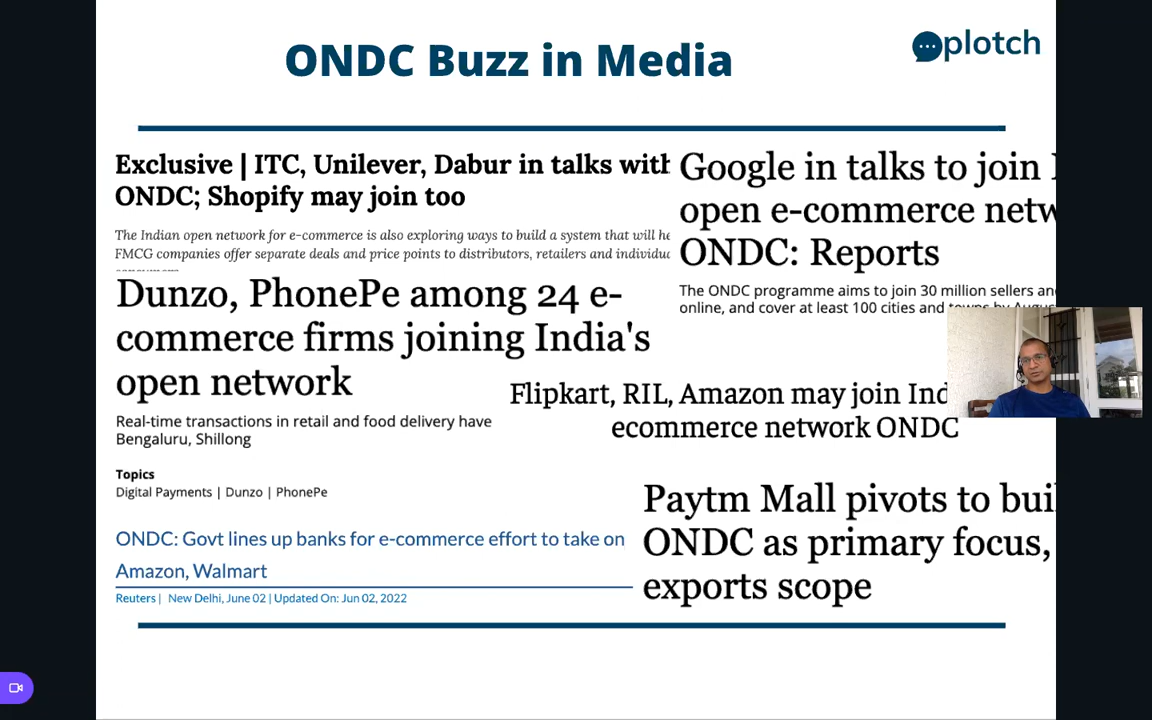 ONDC Buzz in Media
plotch
Exclusive | ITC, Unilever, Dabur in talks with
ONDC; Shopify may join too
The Indian open network for e-commerce is also exploring ways to build a system that will he
FMCG companies offer separate deals and price points to distributors, retailers and individua
Dunzo, PhonePe among 24 e-
commerce firms joining India's
open network
Real-time transactions in retail and food delivery have
Bengaluru, Shillong
Topics
Digital Payments | Dunzo | PhonePe
ONDC: Govt lines up banks for e-commerce effort to take on
Amazon, Walmart
Reuters | New Delhi, June 02 | Updated On: Jun 02, 2022
Google in talks to join
open e-commerce netw
ONDC: Reports
The ONDC programme aims to join 30 million sellers an
online, and cover at least 100 cities and towns by Augus
Flipkart, RIL, Amazon may join Ind
ecommerce network ONDC
Paytm Mall pivots to bui
ONDC as primary focus,
exports scope